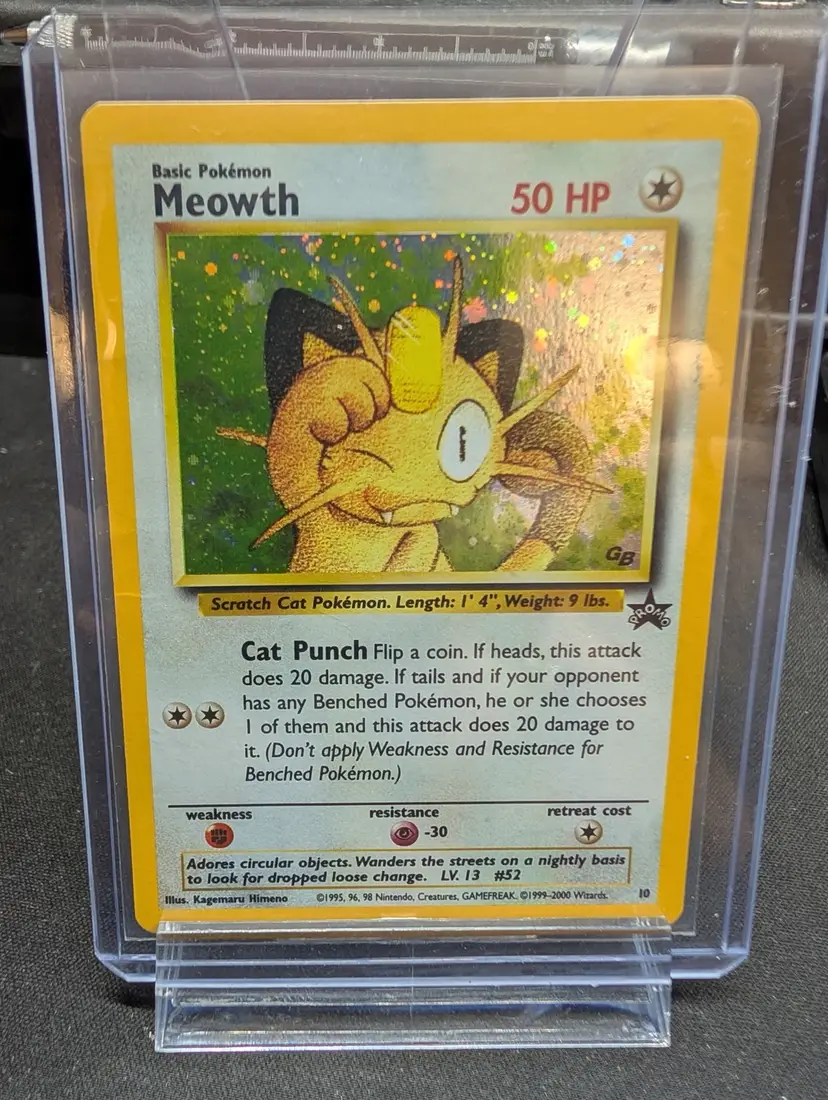 Basic Pokémon
Meowth 50 HP
GB
Scratch Cat Pokémon. Length: 1' 4", Weight: 9 lbs.
PROMO
Cat Punch Flip a coin. If heads, this attack
does 20 damage. If tails and if your opponent
has any Benched Pokémon, he or she chooses
1 of them and this attack does 20 damage to
it. (Don't apply Weakness and Resistance for
Benched Pokémon.)
weakness resistance retreat cost
-30
Adores circular objects. Wanders the streets on a nightly basis
to look for dropped loose change. LV. 13 #52
Illus. Kagemaru Himeno ©1995, 96, 98 Nintendo, Creatures, GAMEFREAK. ©1999-2000 Wizards. 10